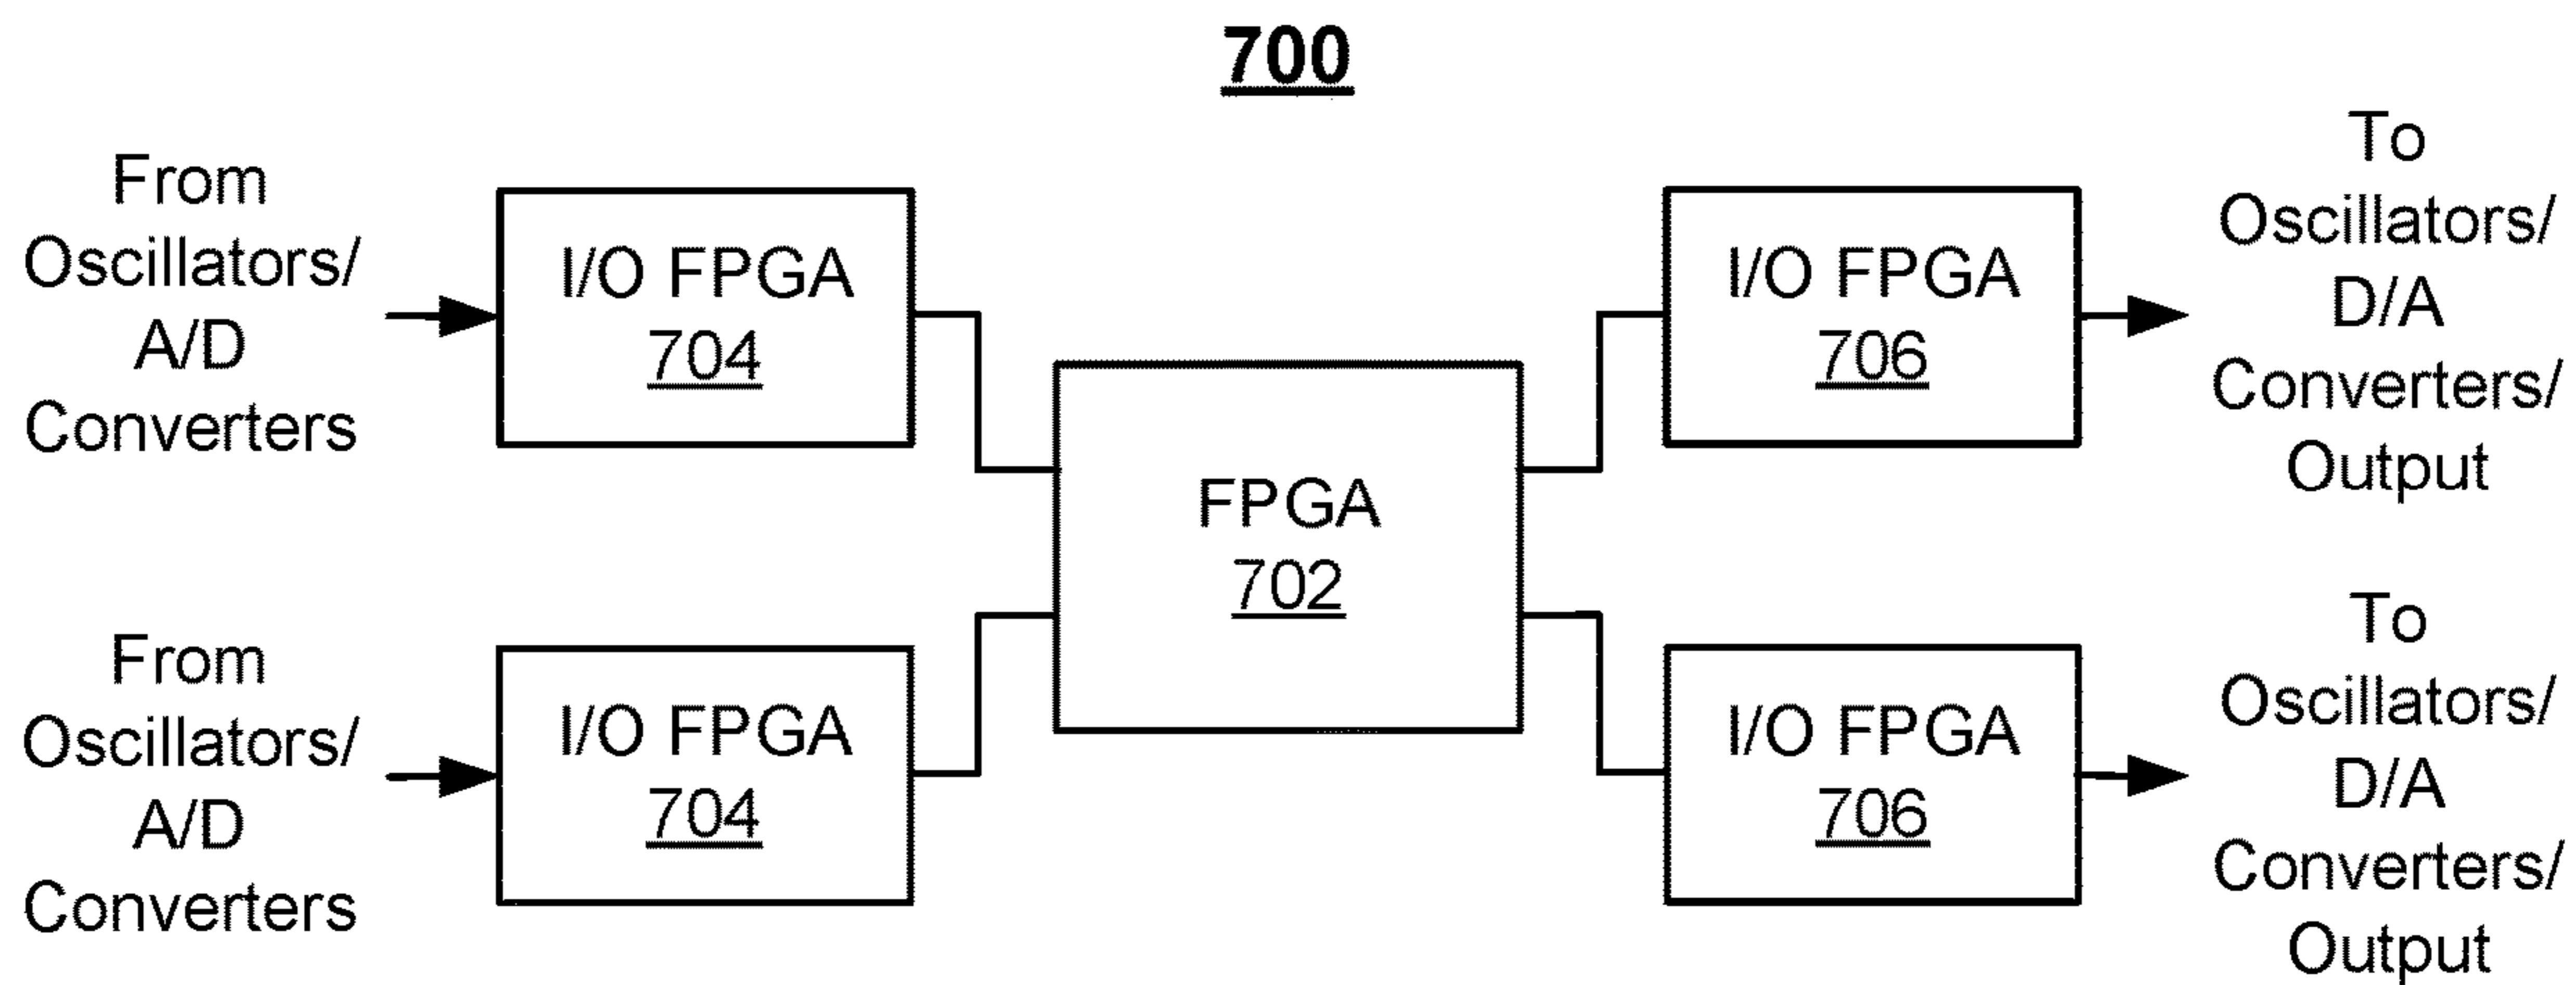 700
From
Oscillators/
A/D
Converters
I/O FPGA
704
FPGA
702
I/O FPGA
706
To
Oscillators/
D/A
Converters/
Output
From
Oscillators/
A/D
Converters
I/O FPGA
704
I/O FPGA
706
To
Oscillators/
D/A
Converters/
Output